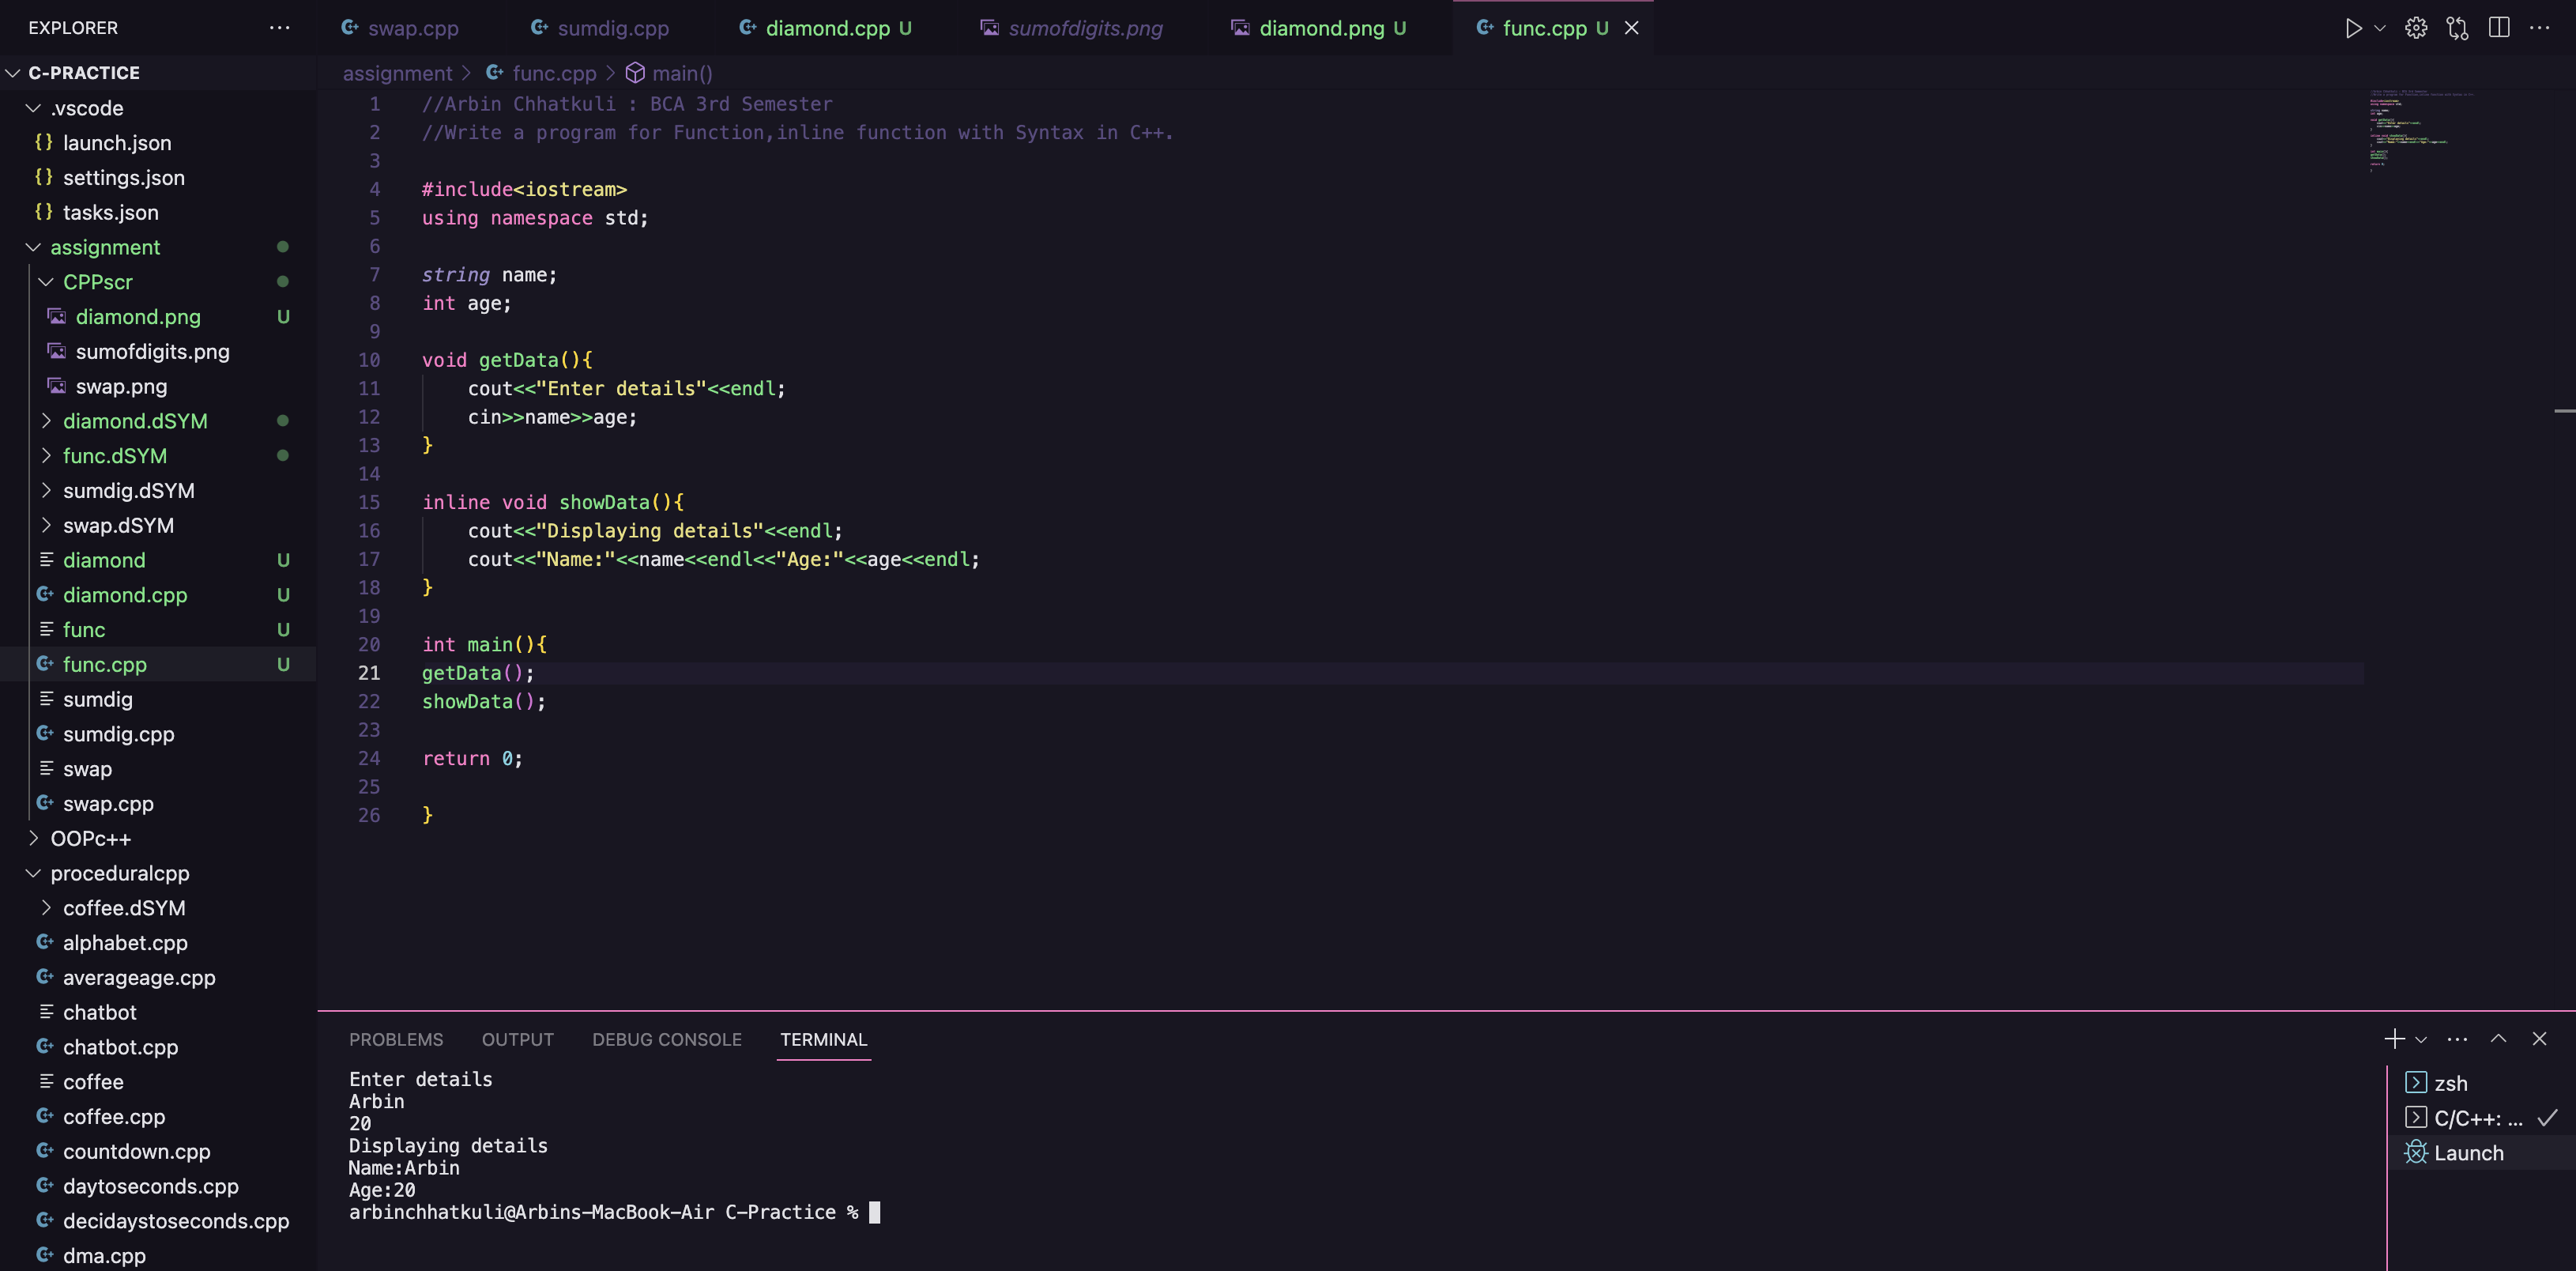 EXPLORER
C-PRACTICE
.vscode
launch.json
settings.json
tasks.json
assignment
CPPscr
diamond.png U
sumofdigits.png
swap.png
diamond.dSYM
func.dSYM
sumdig.dSYM
swap.dSYM
diamond U
diamond.cpp U
func U
func.cpp U
sumdig
sumdig.cpp
swap
swap.cpp
OOPc++
proceduralcpp
coffee.dSYM
alphabet.cpp
averageage.cpp
chatbot
chatbot.cpp
coffee
coffee.cpp
countdown.cpp
daytoseconds.cpp
decidaystoseconds.cpp
dma.cpp
swap.cpp sumdig.cpp diamond.cpp U sumofdigits.png diamond.png U func.cpp U
assignment > func.cpp > main()
1 //Arbin Chhatkuli : BCA 3rd Semester
2 //Write a program for Function,inline function with Syntax in C++.
3
4 #include<iostream>
5 using namespace std;
6
7 string name;
8 int age;
9
10 void getData(){
11 cout<<"Enter details"<<endl;
12 cin>>name>>age;
13 }
14
15 inline void showData(){
16 cout<<"Displaying details"<<endl;
17 cout<<"Name:"<<name<<endl<<"Age:"<<age<<endl;
18 }
19
20 int main(){
21 getData();
22 showData();
23
24 return 0;
25
26 }
PROBLEMS OUTPUT DEBUG CONSOLE TERMINAL
Enter details
Arbin
20
Displaying details
Name:Arbin
Age:20
arbinchhatkuli@Arbins-MacBook-Air C-Practice %
zsh
C/C++: ...
Launch